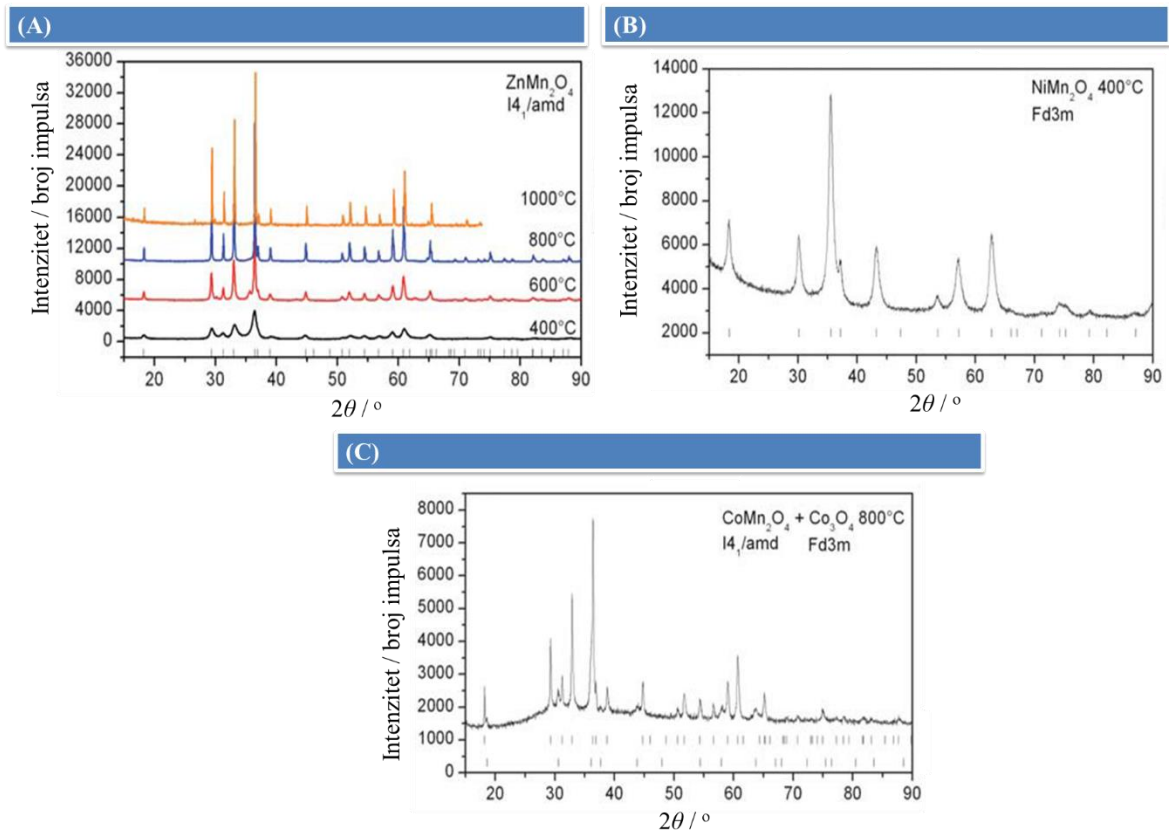 (A)
Intenzitet / broj impulsa
36000
32000
28000
24000
20000
16000
12000
8000
4000
0
ZnMn₂O₄
I4₁/amd
1000°C
800°C
600°C
400°C
20 30 40 50 60 70 80 90
2θ / °
(B)
Intenzitet / broj impulsa
14000
12000
10000
8000
6000
4000
2000
NiMn₂O₄ 400°C
Fd3m
20 30 40 50 60 70 80 90
2θ / °
(C)
Intenzitet / broj impulsa
8000
7000
6000
5000
4000
3000
2000
1000
0
CoMn₂O₄ + Co₃O₄ 800°C
I4₁/amd Fd3m
20 30 40 50 60 70 80 90
2θ / °